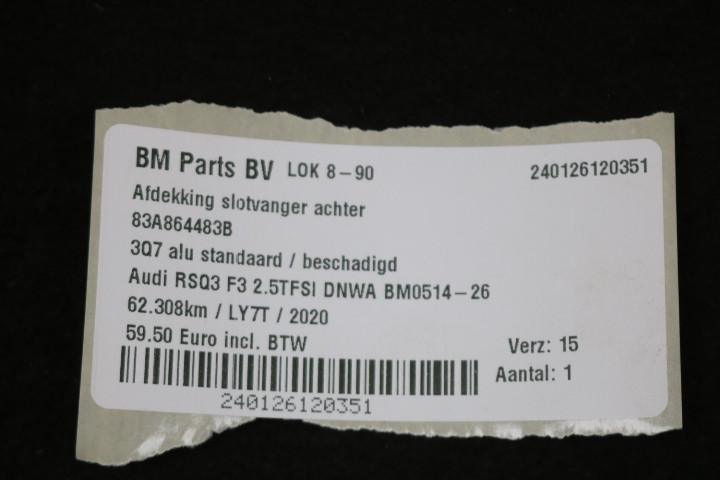 BM Parts BV LOK 8-90 240126120351
Afdekking slotvanger achter
83A864483B
3Q7 alu standaard / beschadigd
Audi RSQ3 F3 2.5TFSI DNWA BM0514-26
62.308km / LY7T / 2020
59.50 Euro incl. BTW Verz: 15
Aantal: 1
240126120351